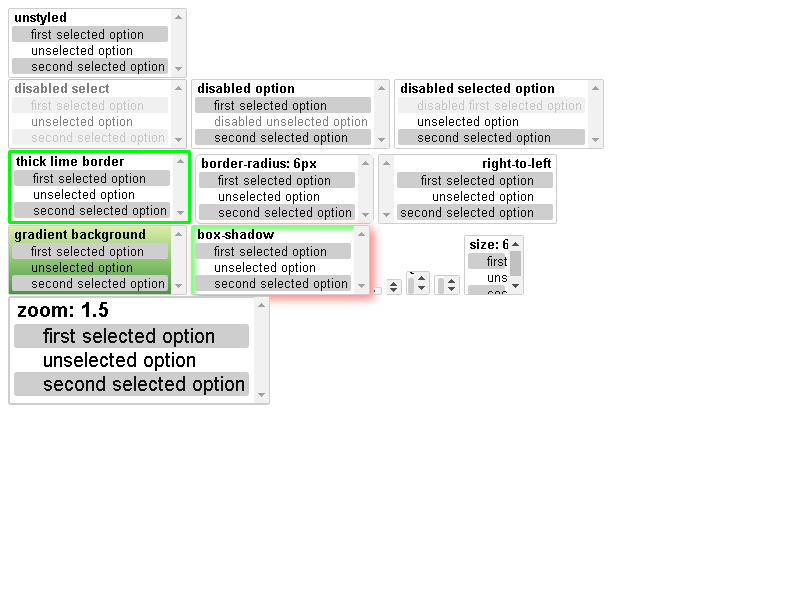 unstyled
first selected option
unselected option
second selected option
disabled select
first selected option
unselected option
second selected option
disabled option
first selected option
disabled unselected option
second selected option
disabled selected option
disabled first selected option
unselected option
second selected option
thick lime border
first selected option
unselected option
second selected option
border-radius: 6px
first selected option
unselected option
second selected option
right-to-left
first selected option
unselected option
second selected option
gradient background
first selected option
unselected option
second selected option
box-shadow
first selected option
unselected option
second selected option
size: 6
first
uns
zoom: 1.5
first selected option
unselected option
second selected option